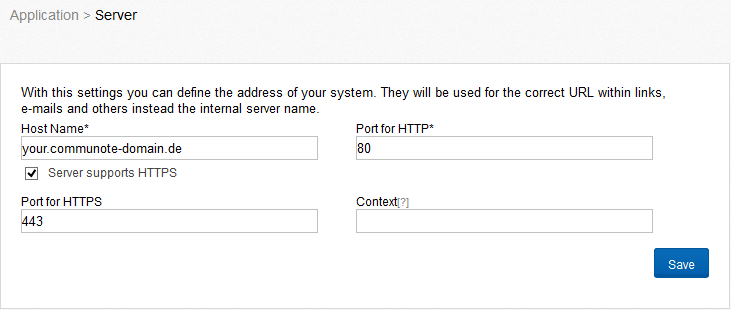 Application > Server
With this settings you can define the address of your system. They will be used for the correct URL within links,
e-mails and others instead the internal server name.
Host Name* Port for HTTP*
your.communote-domain.de 80
Server supports HTTPS
Port for HTTPS Context[?]
443
Save